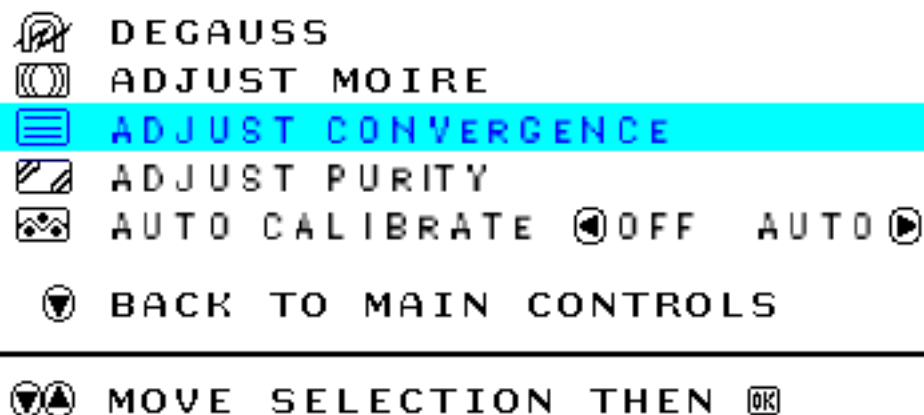 DEGAUSS
ADJUST MOIRE
ADJUST CONVERGENCE
ADJUST PURITY
AUTO CALIBRATE OFF AUTO
BACK TO MAIN CONTROLS
MOVE SELECTION THEN OK